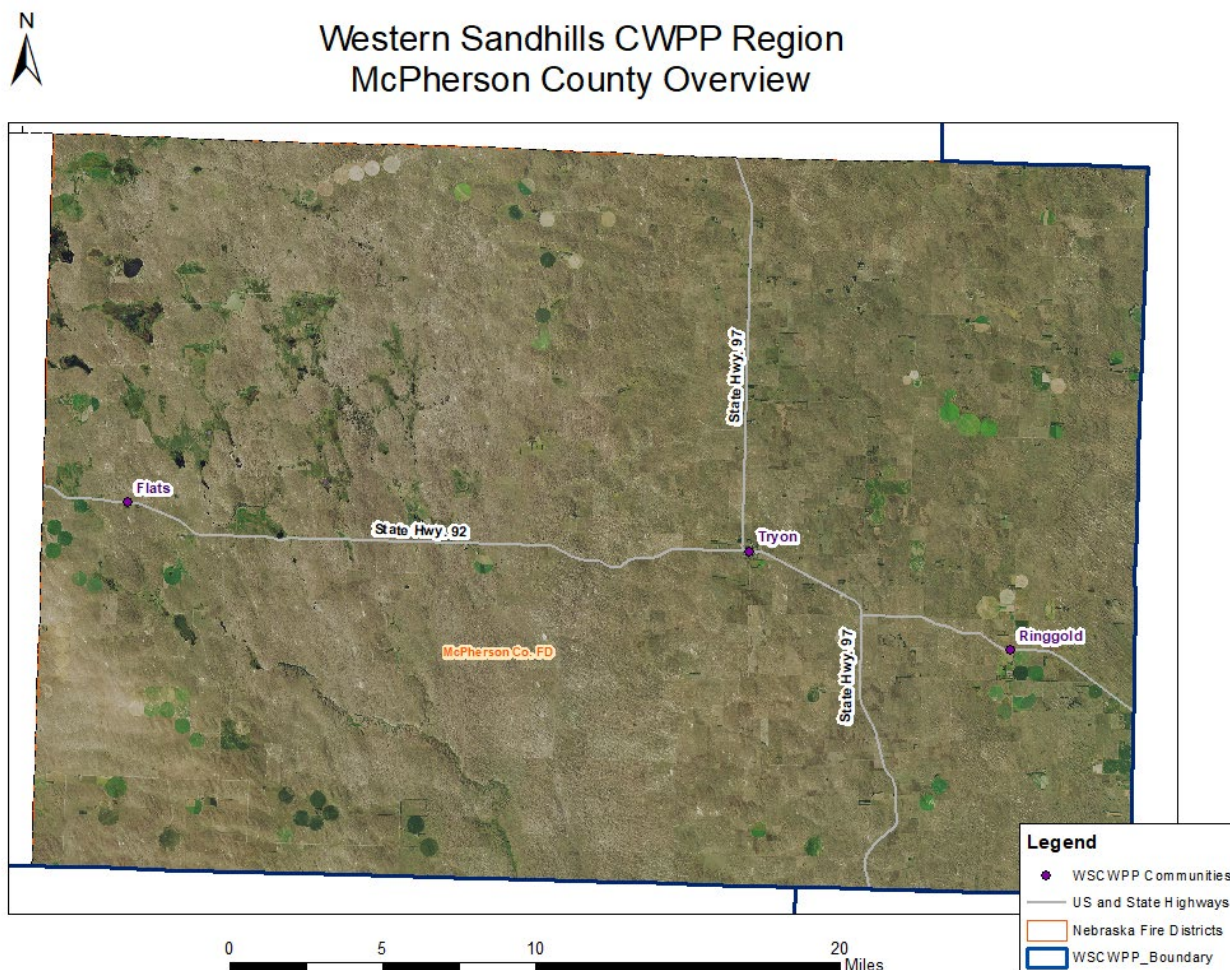 N
Western Sandhills CWPP Region
McPherson County Overview
State Hwy. 97
Flats
State Hwy. 92
Tryon
Ringgold
McPherson Co. FD
State Hwy. 97
Legend
WSCWPP Communities
US and State Highways
Nebraska Fire Districts
WSCWPP_Boundary
0 5 10 20
Miles